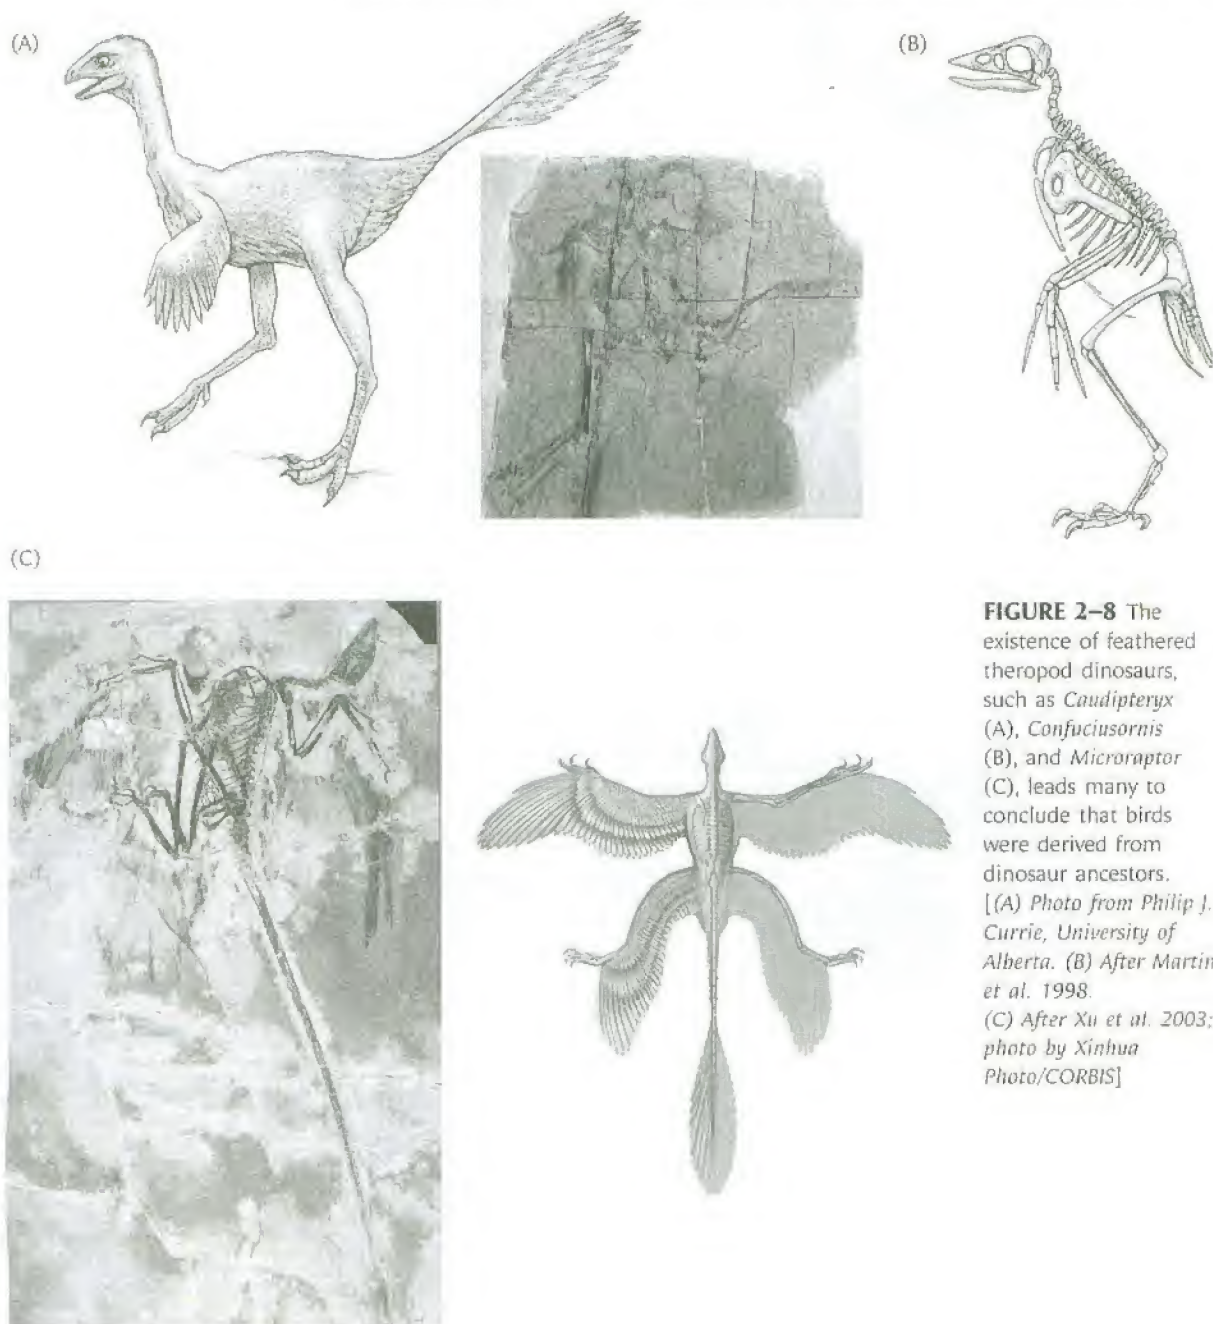 (A)
(B)
(C)
FIGURE 2–8 The
existence of feathered
theropod dinosaurs,
such as Caudipteryx
(A), Confuciusornis
(B), and Microraptor
(C), leads many to
conclude that birds
were derived from
dinosaur ancestors.
[(A) Photo from Philip J.
Currie, University of
Alberta. (B) After Martin
et al. 1998.
(C) After Xu et al. 2003;
photo by Xinhua
Photo/CORBIS]